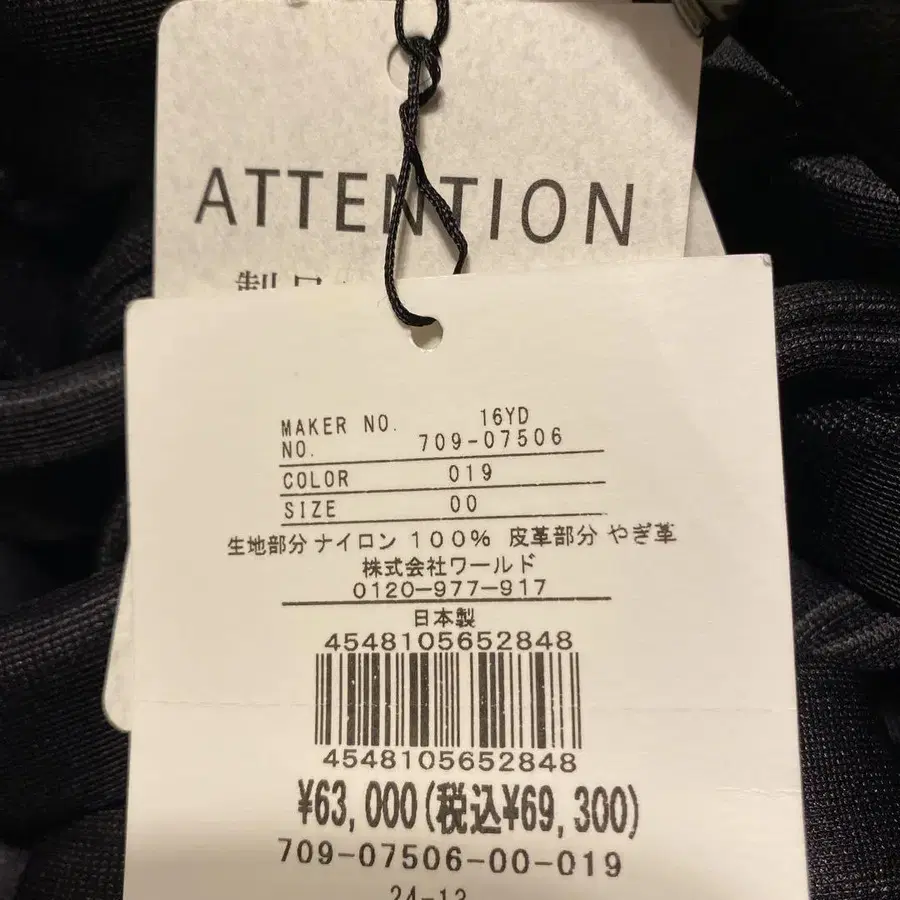 ATTENTION
MAKER NO. 16YD
NO. 709-07506
COLOR 019
SIZE 00
生地部分 ナイロン 100% 皮革部分 やぎ革
株式会社ワールド
0120-977-917
日本製
4548105652848
4548105652848
¥63,000(税込¥69,300)
709-07506-00-019